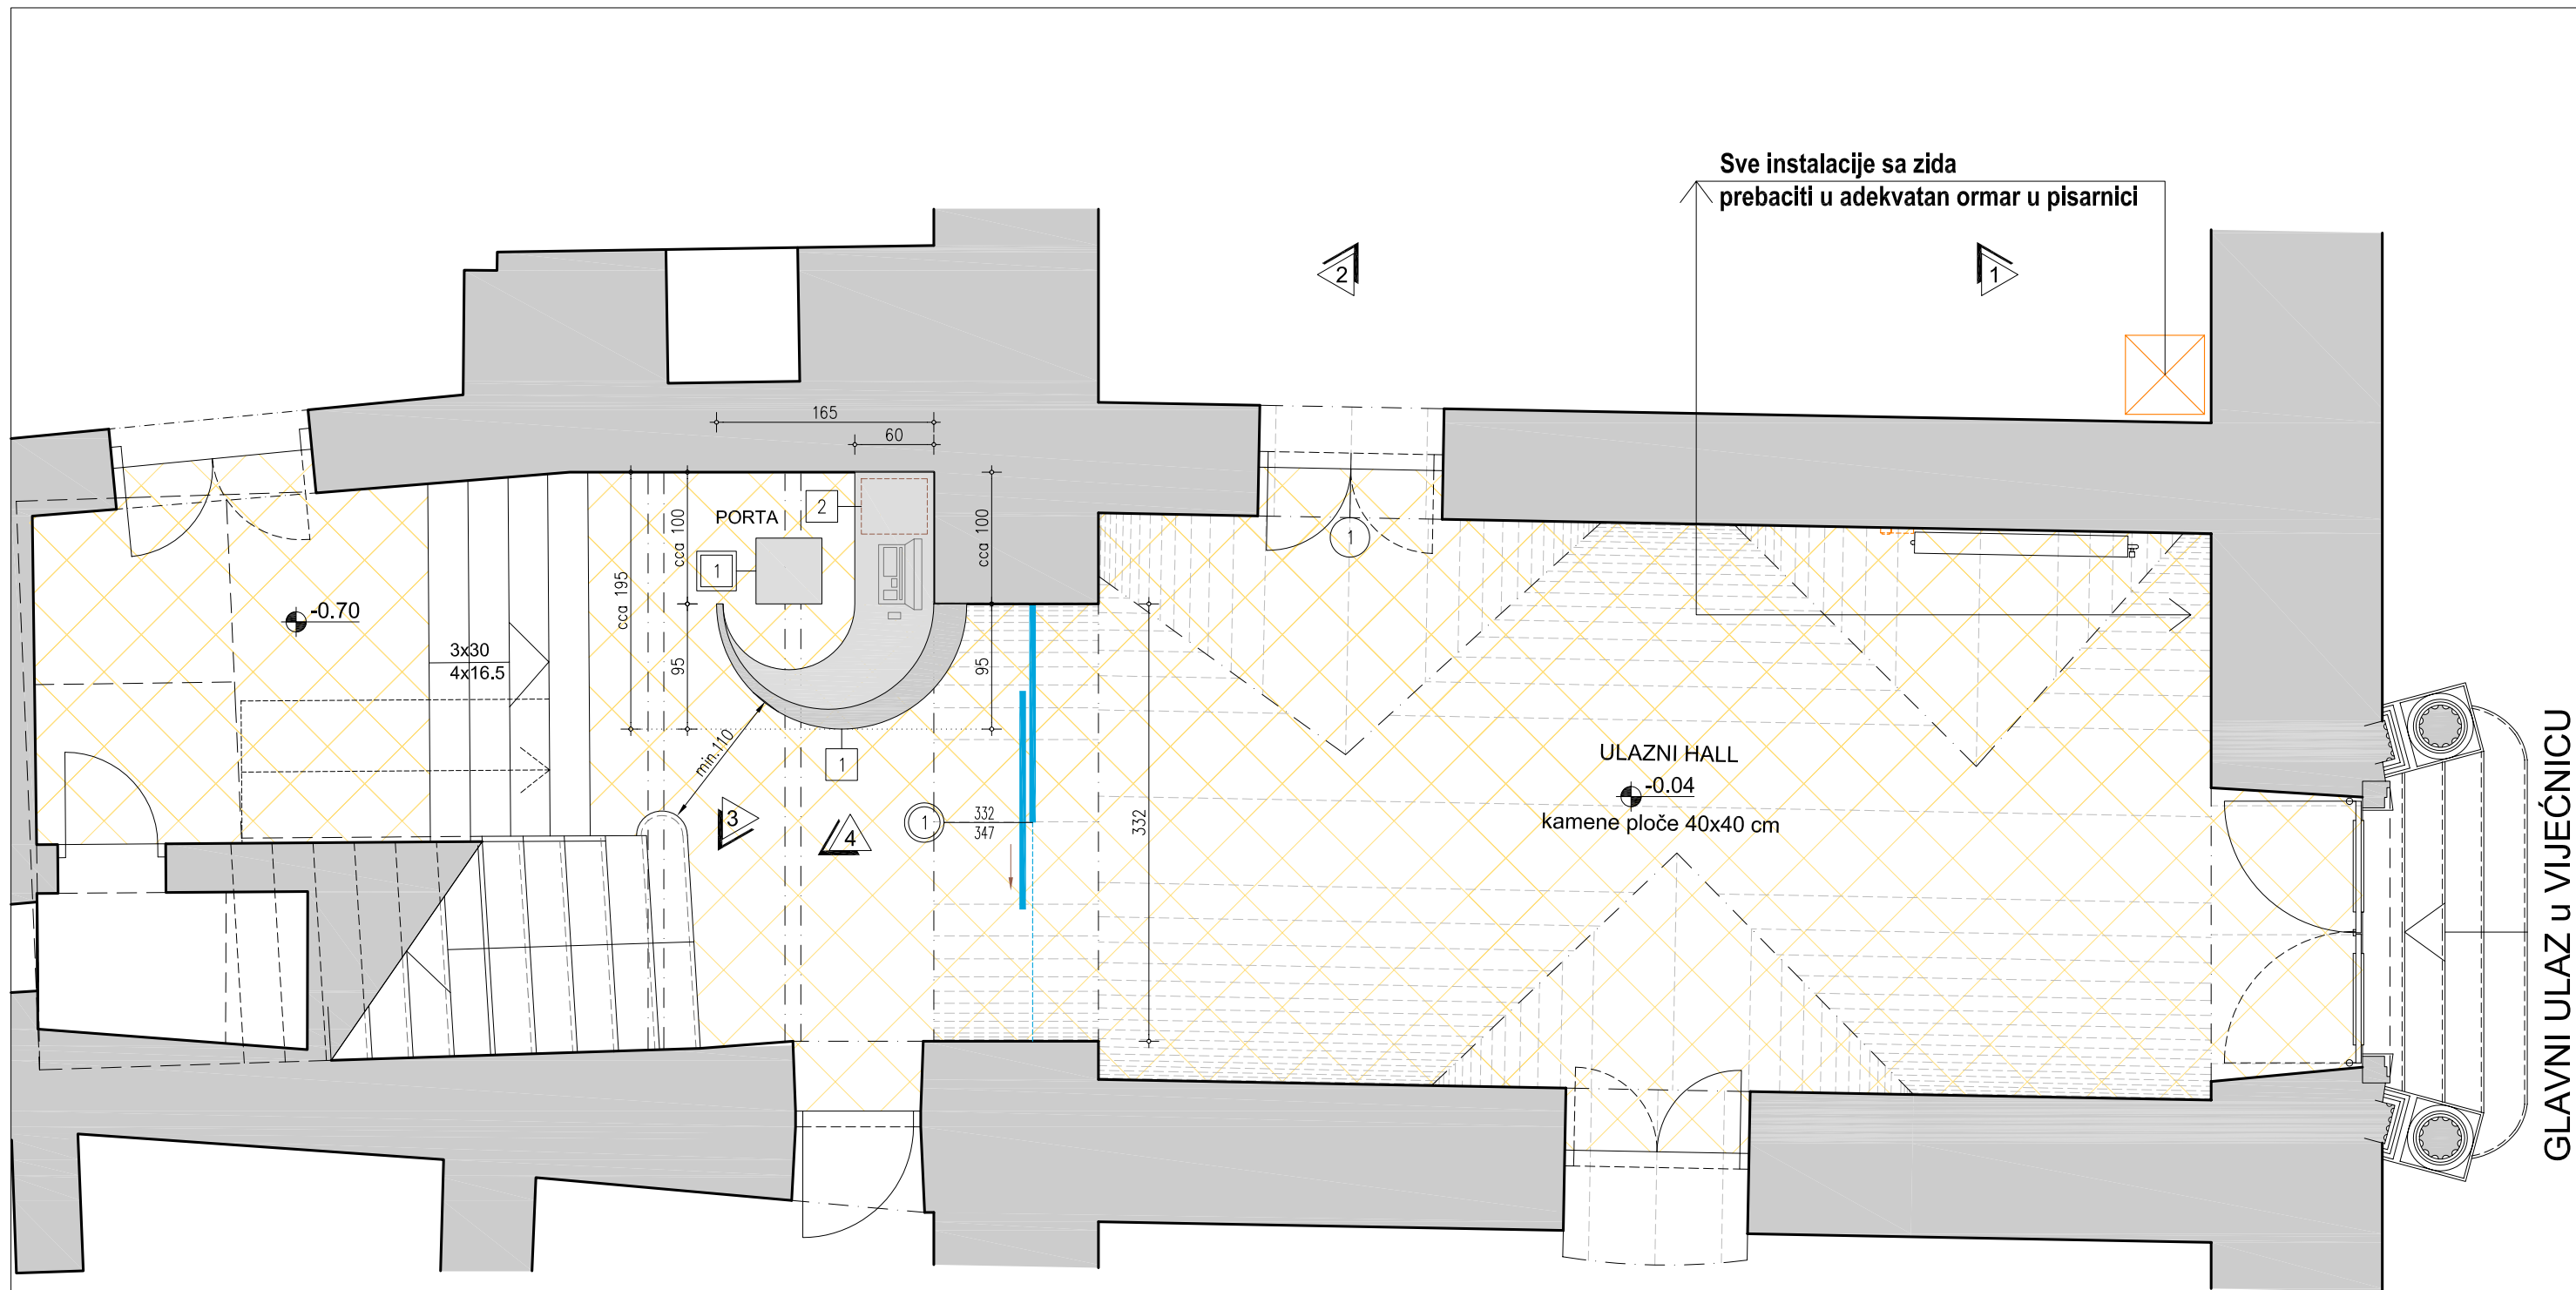 Sve instalacije sa zida
prebaciti u adekvatan ormar u pisarnici
2
1
165
60
PORTA
2
cca 100
cca 100
1
1
cca 195
-0.70
3x30
4x16.5
95
95
min.110
1
ULAZNI HALL
-0.04
kamene ploče 40x40 cm
3
4
1
332
347
332
GLAVNI ULAZ u VIJEĆNICU